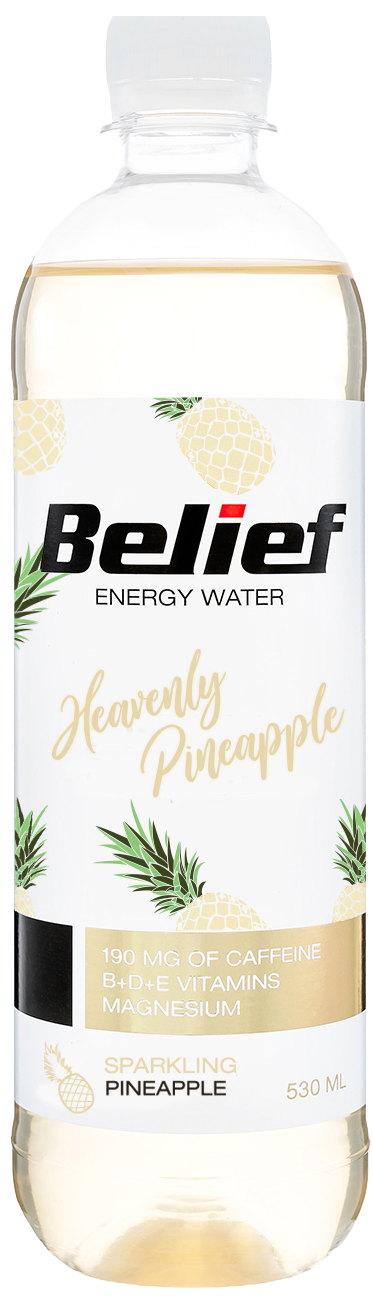 Belief
ENERGY WATER
Heavenly
Pineapple
190 MG OF CAFFEINE
B+D+E VITAMINS
MAGNESIUM
SPARKLING
PINEAPPLE
530 ML